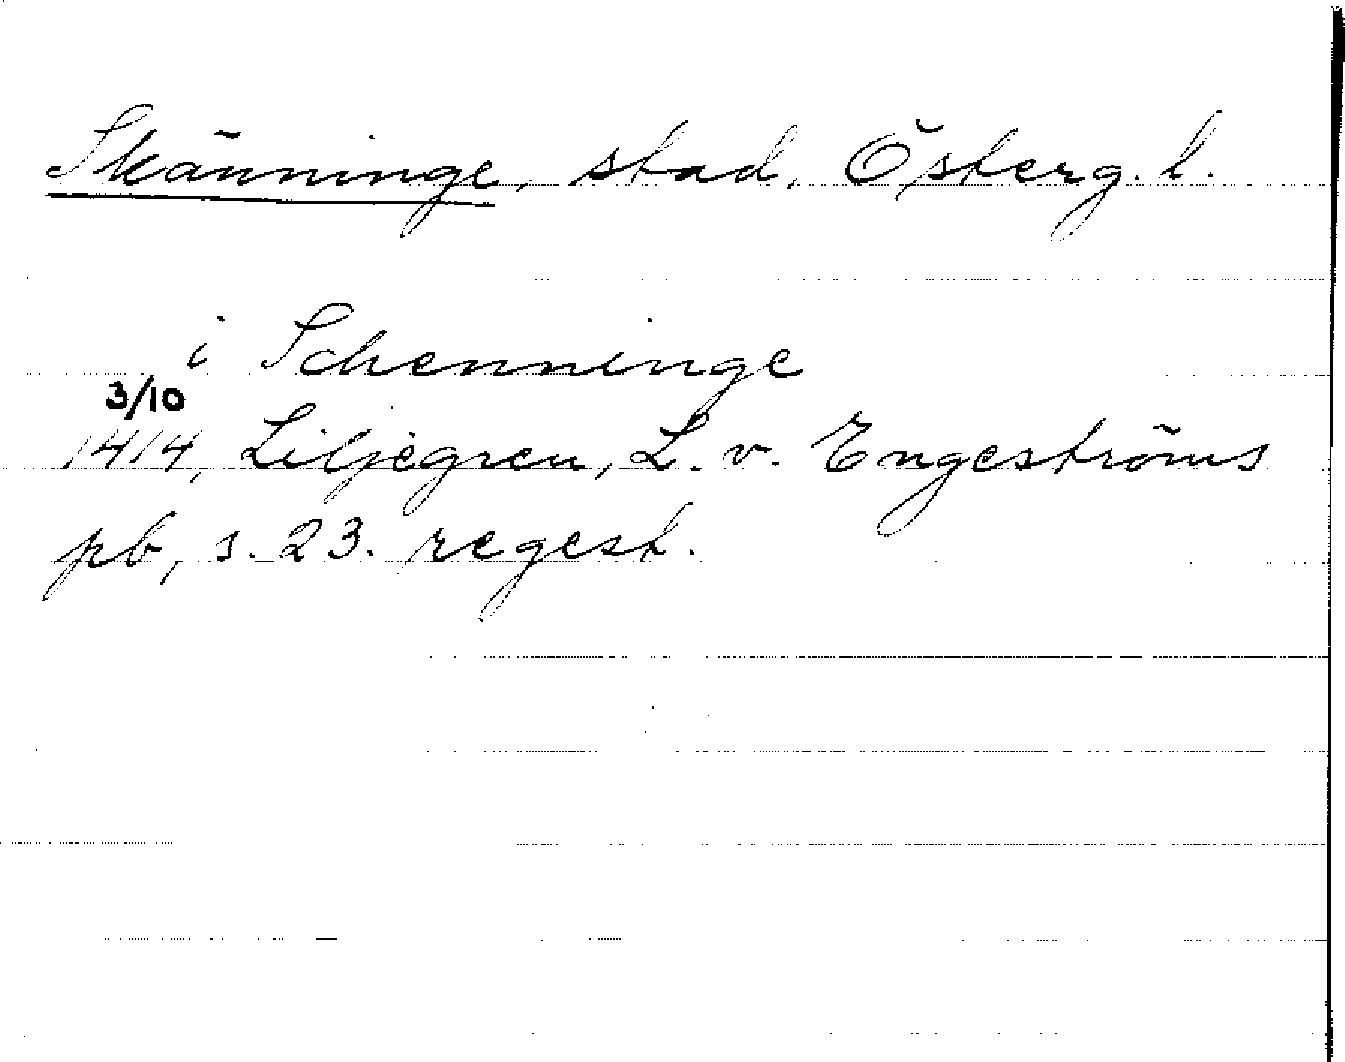 Skänninge, stad, Österg. l.
i Schenninge
3/10
1414, Liljegren, L. v. Engeströms
pb, s. 23. regest.